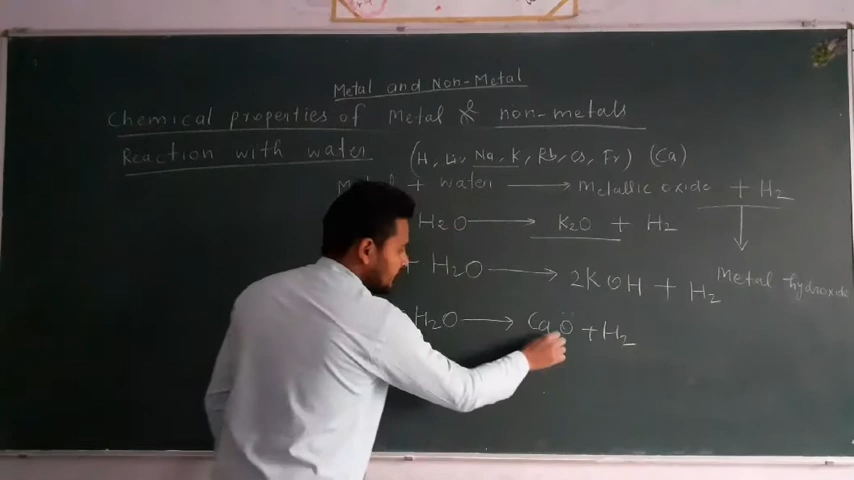 Metal and Non-Metal
Chemical properties of Metal & non-metals
Reaction with water (H, Li, Na, K, Rb, Cs, Fr) (Ca)
Metal + water → Metallic oxide + H₂
H₂O → K₂O + H₂
+ H₂O → 2KOH + H₂
Metal hydroxide
H₂O → CaO + H₂